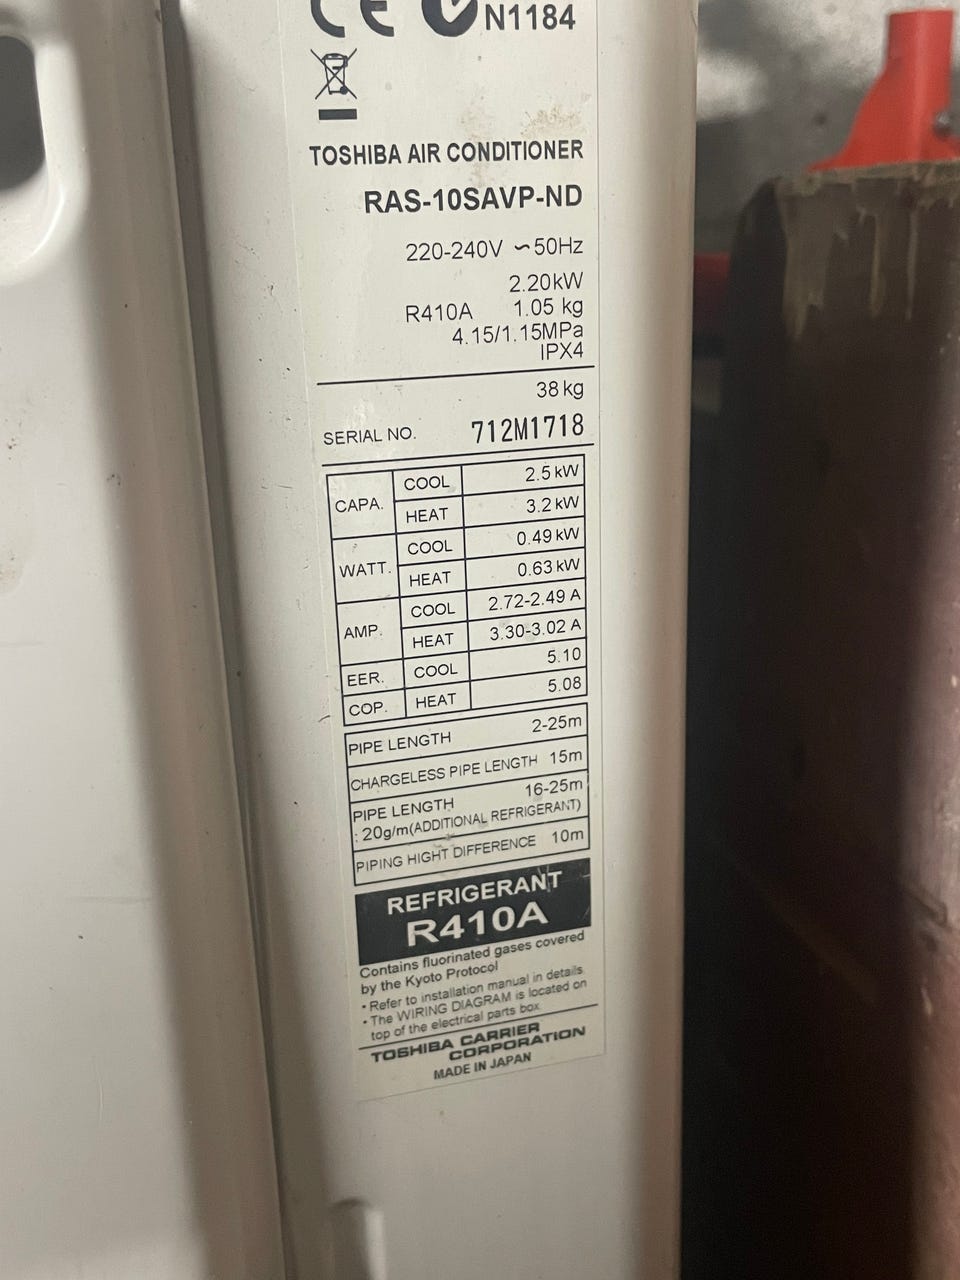 CE N1184
TOSHIBA AIR CONDITIONER
RAS-10SAVP-ND
220-240V ~50Hz
2.20kW
R410A 1.05 kg
4.15/1.15MPa
IPX4
38 kg
SERIAL NO. 712M1718
CAPA. COOL 2.5 kW
HEAT 3.2 kW
WATT. COOL 0.49 kW
HEAT 0.63 kW
AMP. COOL 2.72-2.49 A
HEAT 3.30-3.02 A
EER. COOL 5.10
COP. HEAT 5.08
PIPE LENGTH 2-25m
CHARGELESS PIPE LENGTH 15m
PIPE LENGTH 16-25m
: 20g/m(ADDITIONAL REFRIGERANT)
PIPING HIGHT DIFFERENCE 10m
REFRIGERANT
R410A
Contains fluorinated gases covered
by the Kyoto Protocol
• Refer to installation manual in details.
• The WIRING DIAGRAM is located on
top of the electrical parts box.
TOSHIBA CARRIER
CORPORATION
MADE IN JAPAN